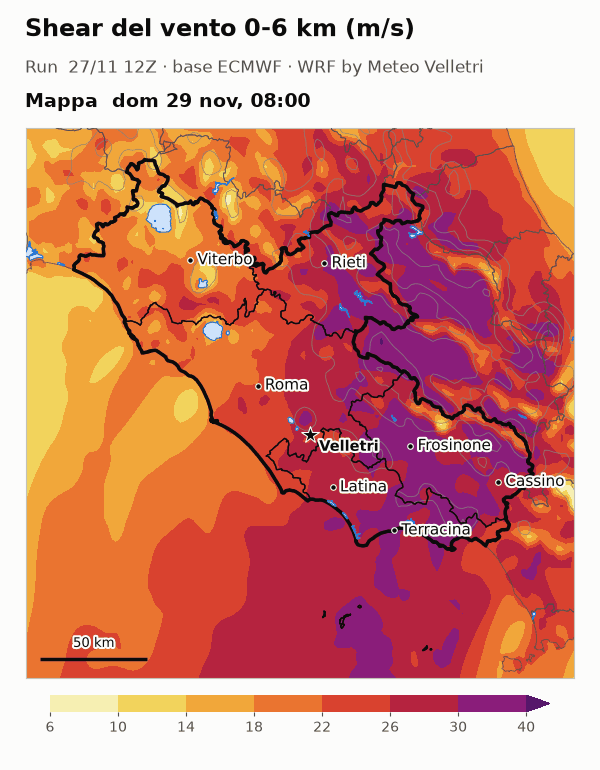 Shear del vento 0-6 km (m/s)
Run  27/11 12Z · base ECMWF · WRF by Meteo Velletri
Mappa  dom 29 nov, 08:00
Viterbo
Rieti
Roma
Velletri
Frosinone
Cassino
Latina
Terracina
50 km
6 10 14 18 22 26 30 40